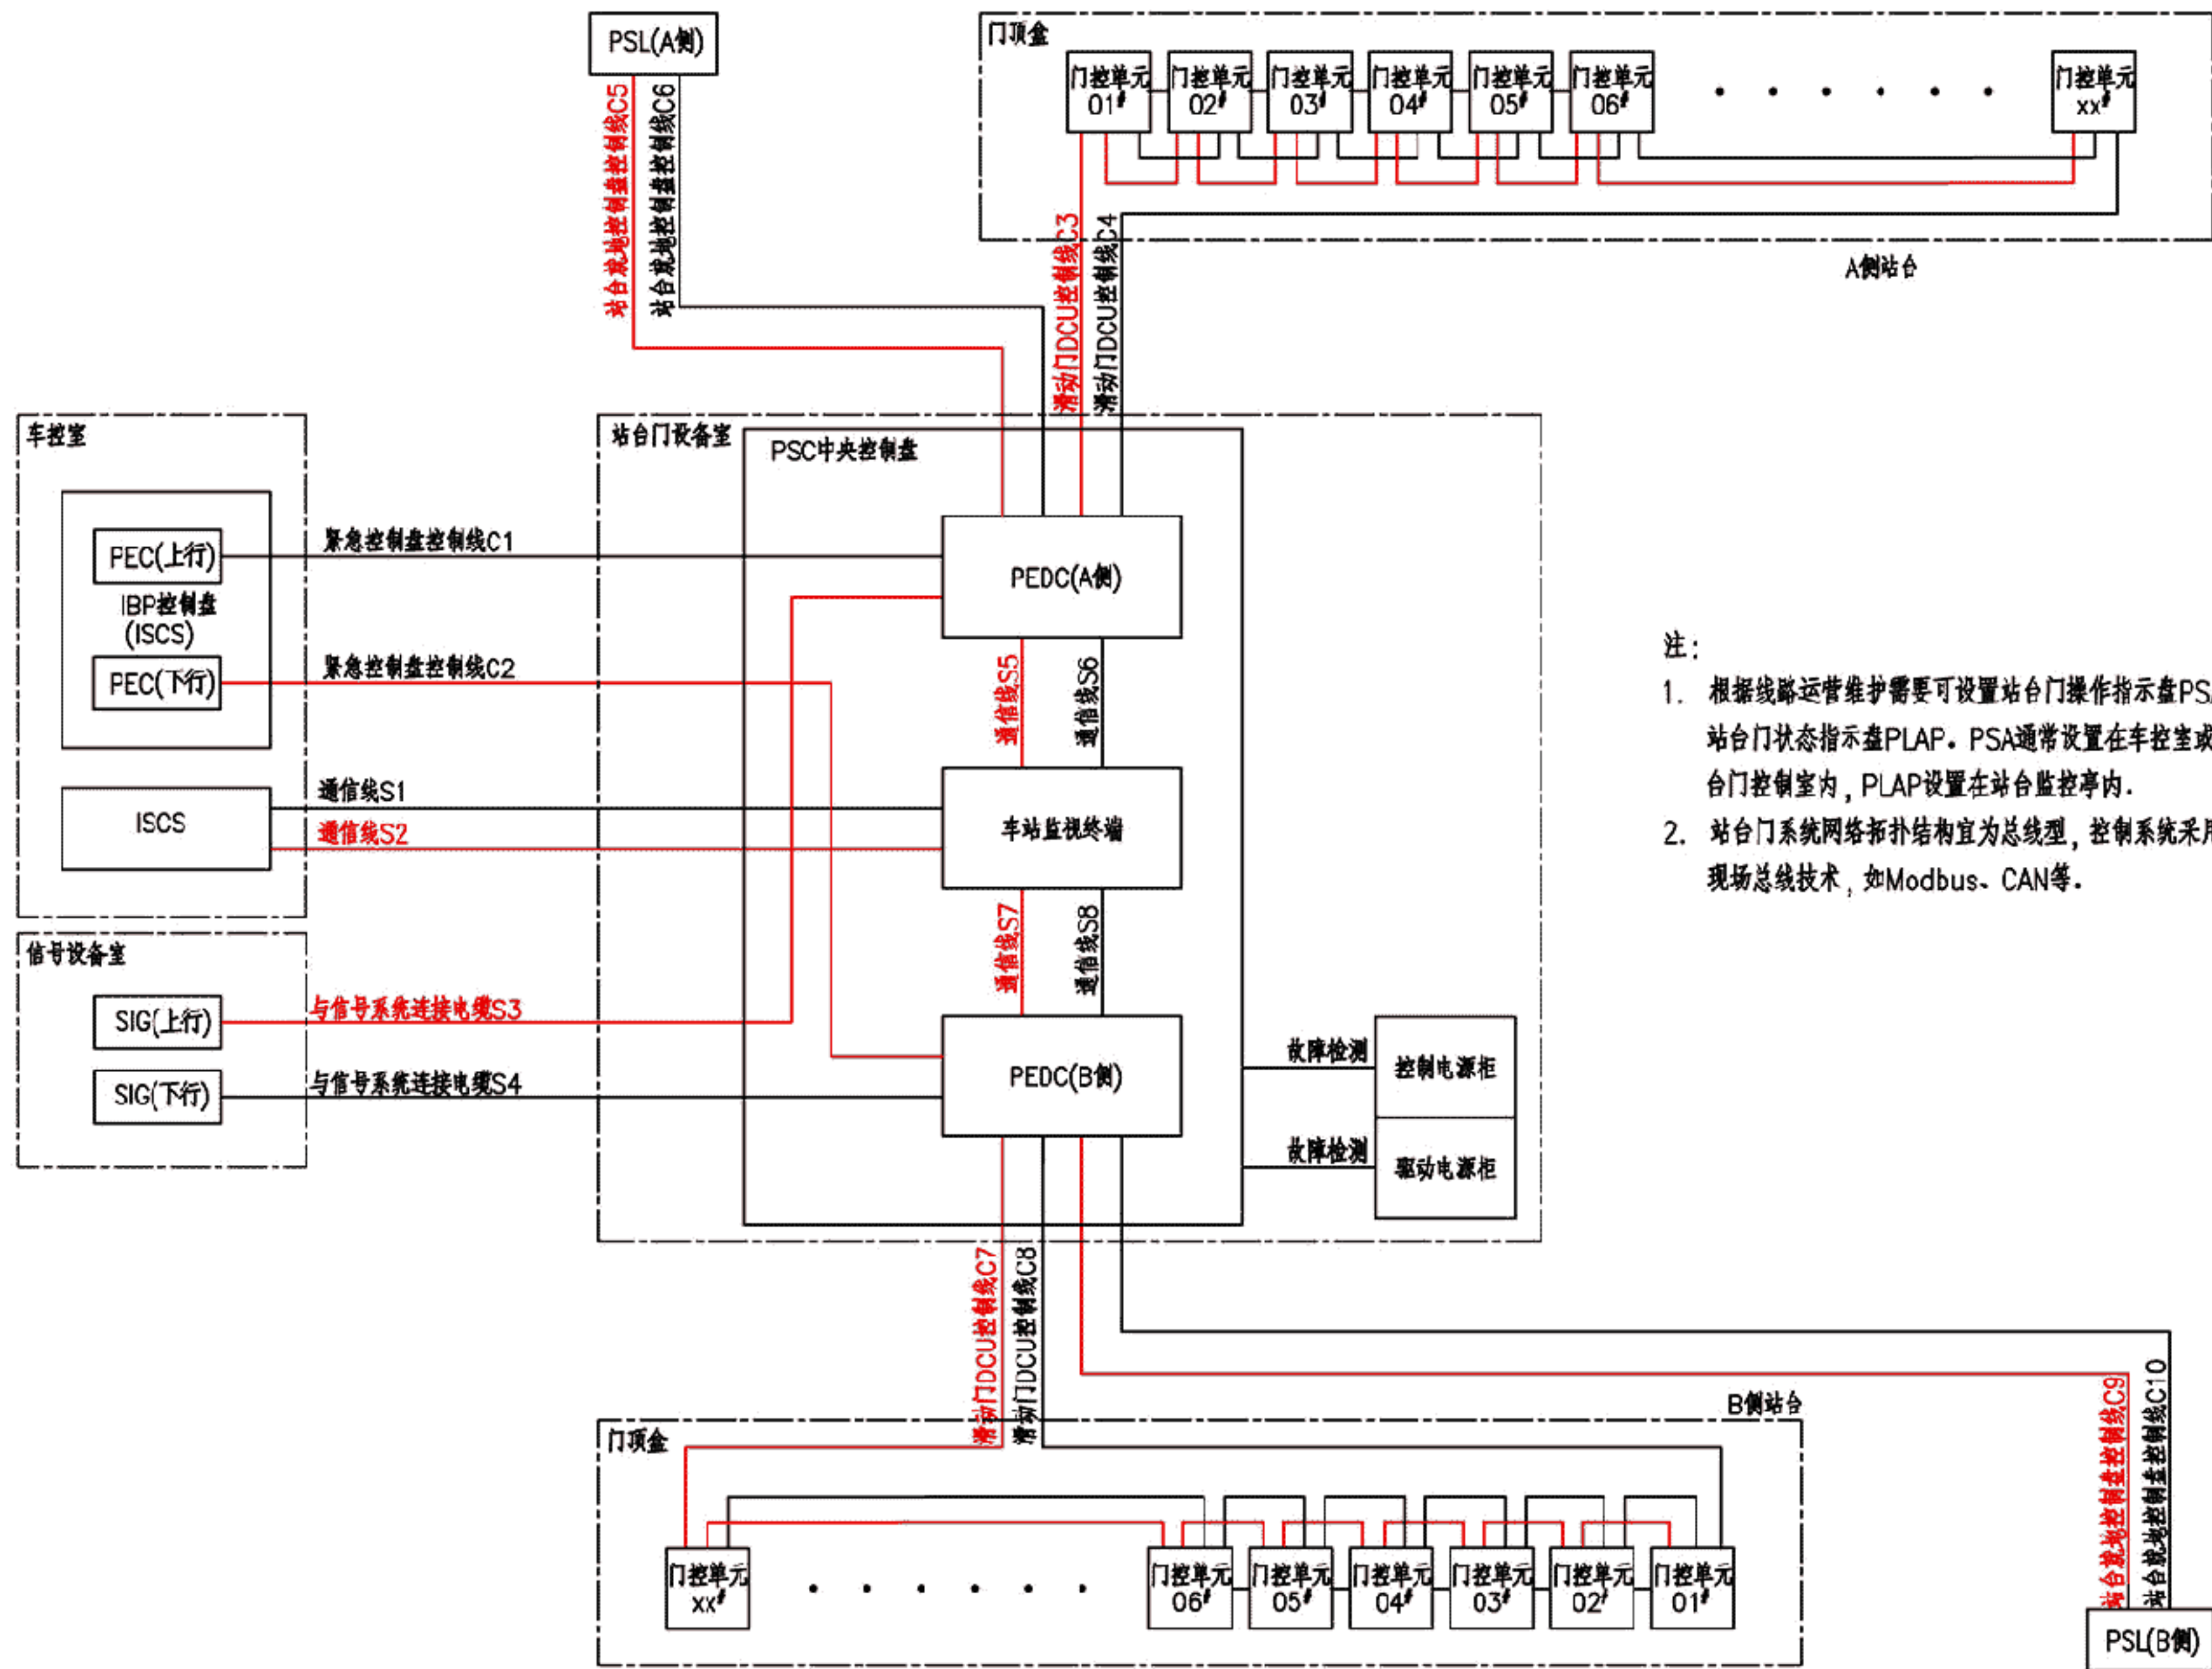 PSL(A侧)
站台就地控制盘控制线C5
站台就地控制盘控制线C6
门顶盒
门控单元
01#
门控单元
02#
门控单元
03#
门控单元
04#
门控单元
05#
门控单元
06#
门控单元
xx#
滑动门DCU控制线C3
滑动门DCU控制线C4
A侧站台
车控室
PEC(上行)
IBP控制盘
(ISCS)
PEC(下行)
ISCS
紧急控制盘控制线C1
紧急控制盘控制线C2
通信线S1
通信线S2
信号设备室
SIG(上行)
SIG(下行)
与信号系统连接电缆S3
与信号系统连接电缆S4
站台门设备室
PSC中央控制盘
PEDC(A侧)
通信线S5
通信线S6
车站监视终端
通信线S7
通信线S8
PEDC(B侧)
故障检测
控制电源柜
故障检测
驱动电源柜
注:
1. 根据线路运营维护需要可设置站台门操作指示盘PS
站台门状态指示盘PLAP。PSA通常设置在车控室或
台门控制室内，PLAP设置在站台监控亭内.
2. 站台门系统网络拓扑结构宜为总线型，控制系统采用
现场总线技术，如Modbus、CAN等.
滑动门DCU控制线C7
滑动门DCU控制线C8
B侧站台
门顶盒
门控单元
xx#
门控单元
06#
门控单元
05#
门控单元
04#
门控单元
03#
门控单元
02#
门控单元
01#
站台就地控制盘控制线C9
站台就地控制盘控制线C10
PSL(B侧)